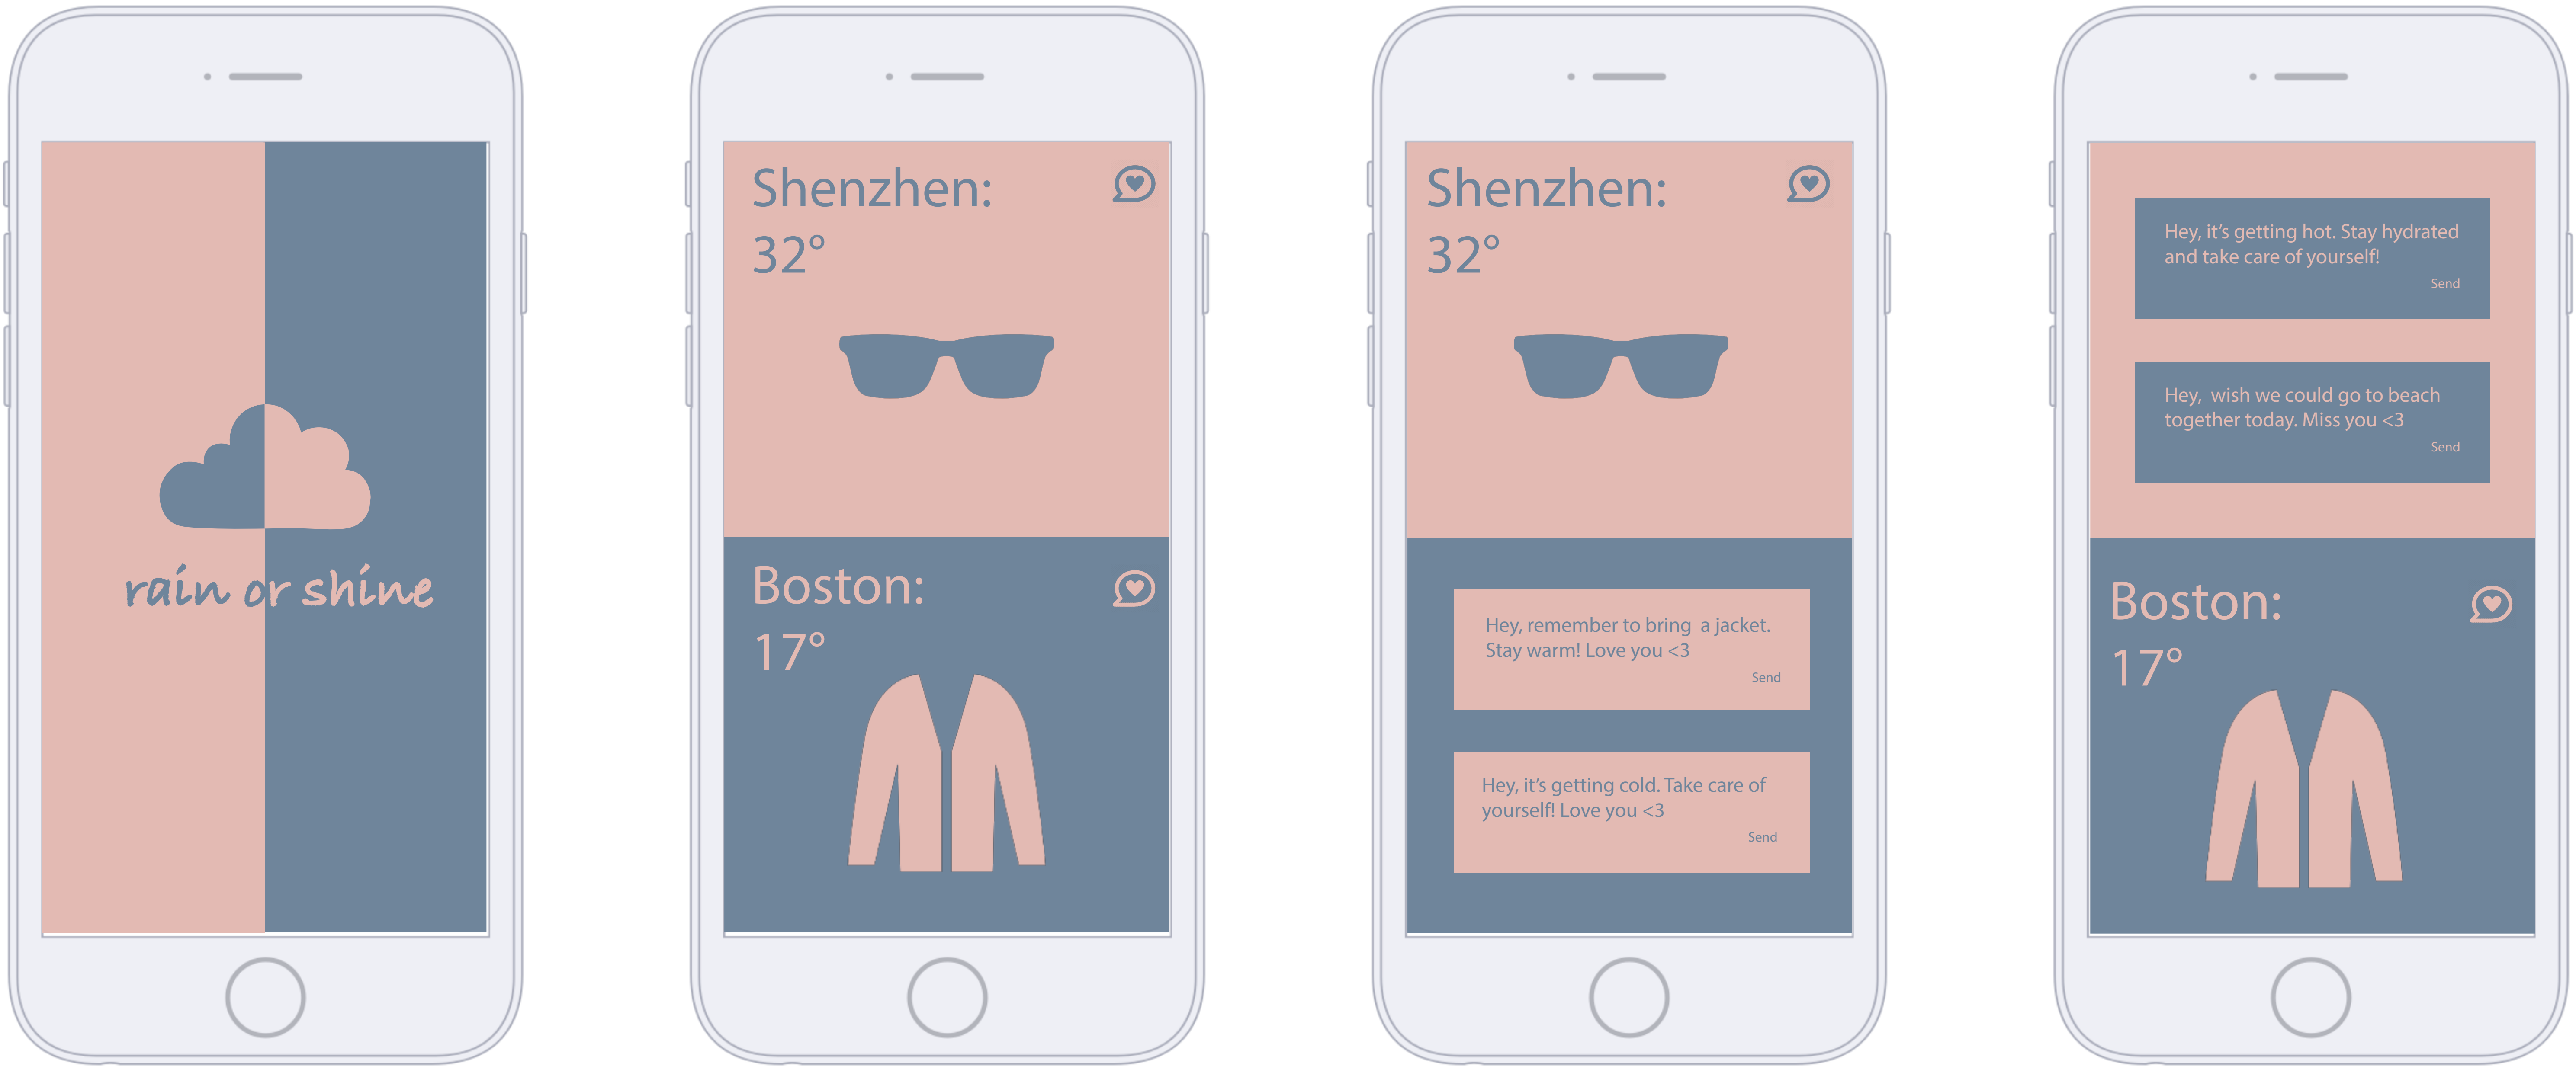 rain or shine
Shenzhen:
32°
Boston:
17°
Shenzhen:
32°
Hey, remember to bring  a jacket.
Stay warm! Love you <3
Send
Hey, it's getting cold. Take care of
yourself! Love you <3
Send
Hey, it's getting hot. Stay hydrated
and take care of yourself!
Send
Hey,  wish we could go to beach
together today. Miss you <3
Send
Boston:
17°